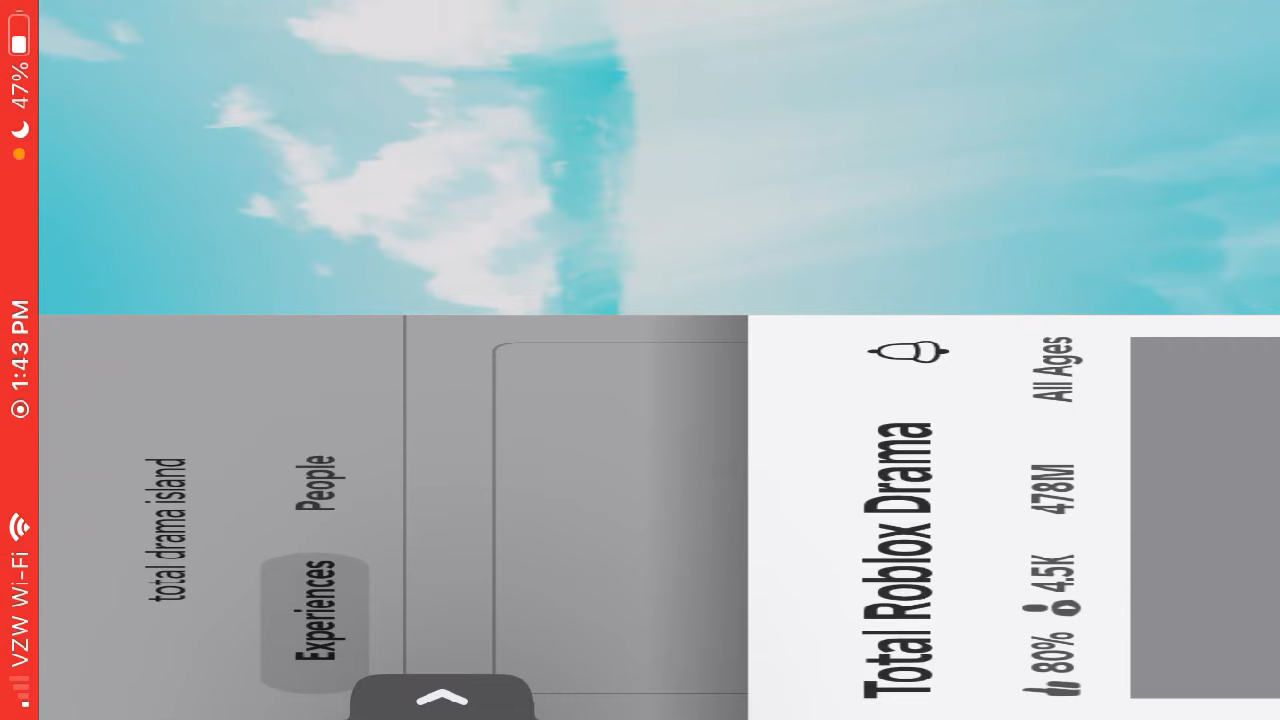 VZW Wi-Fi 1:43 PM 47%
total drama island
Experiences People
Total Roblox Drama
80% 4.5K 478M All Ages